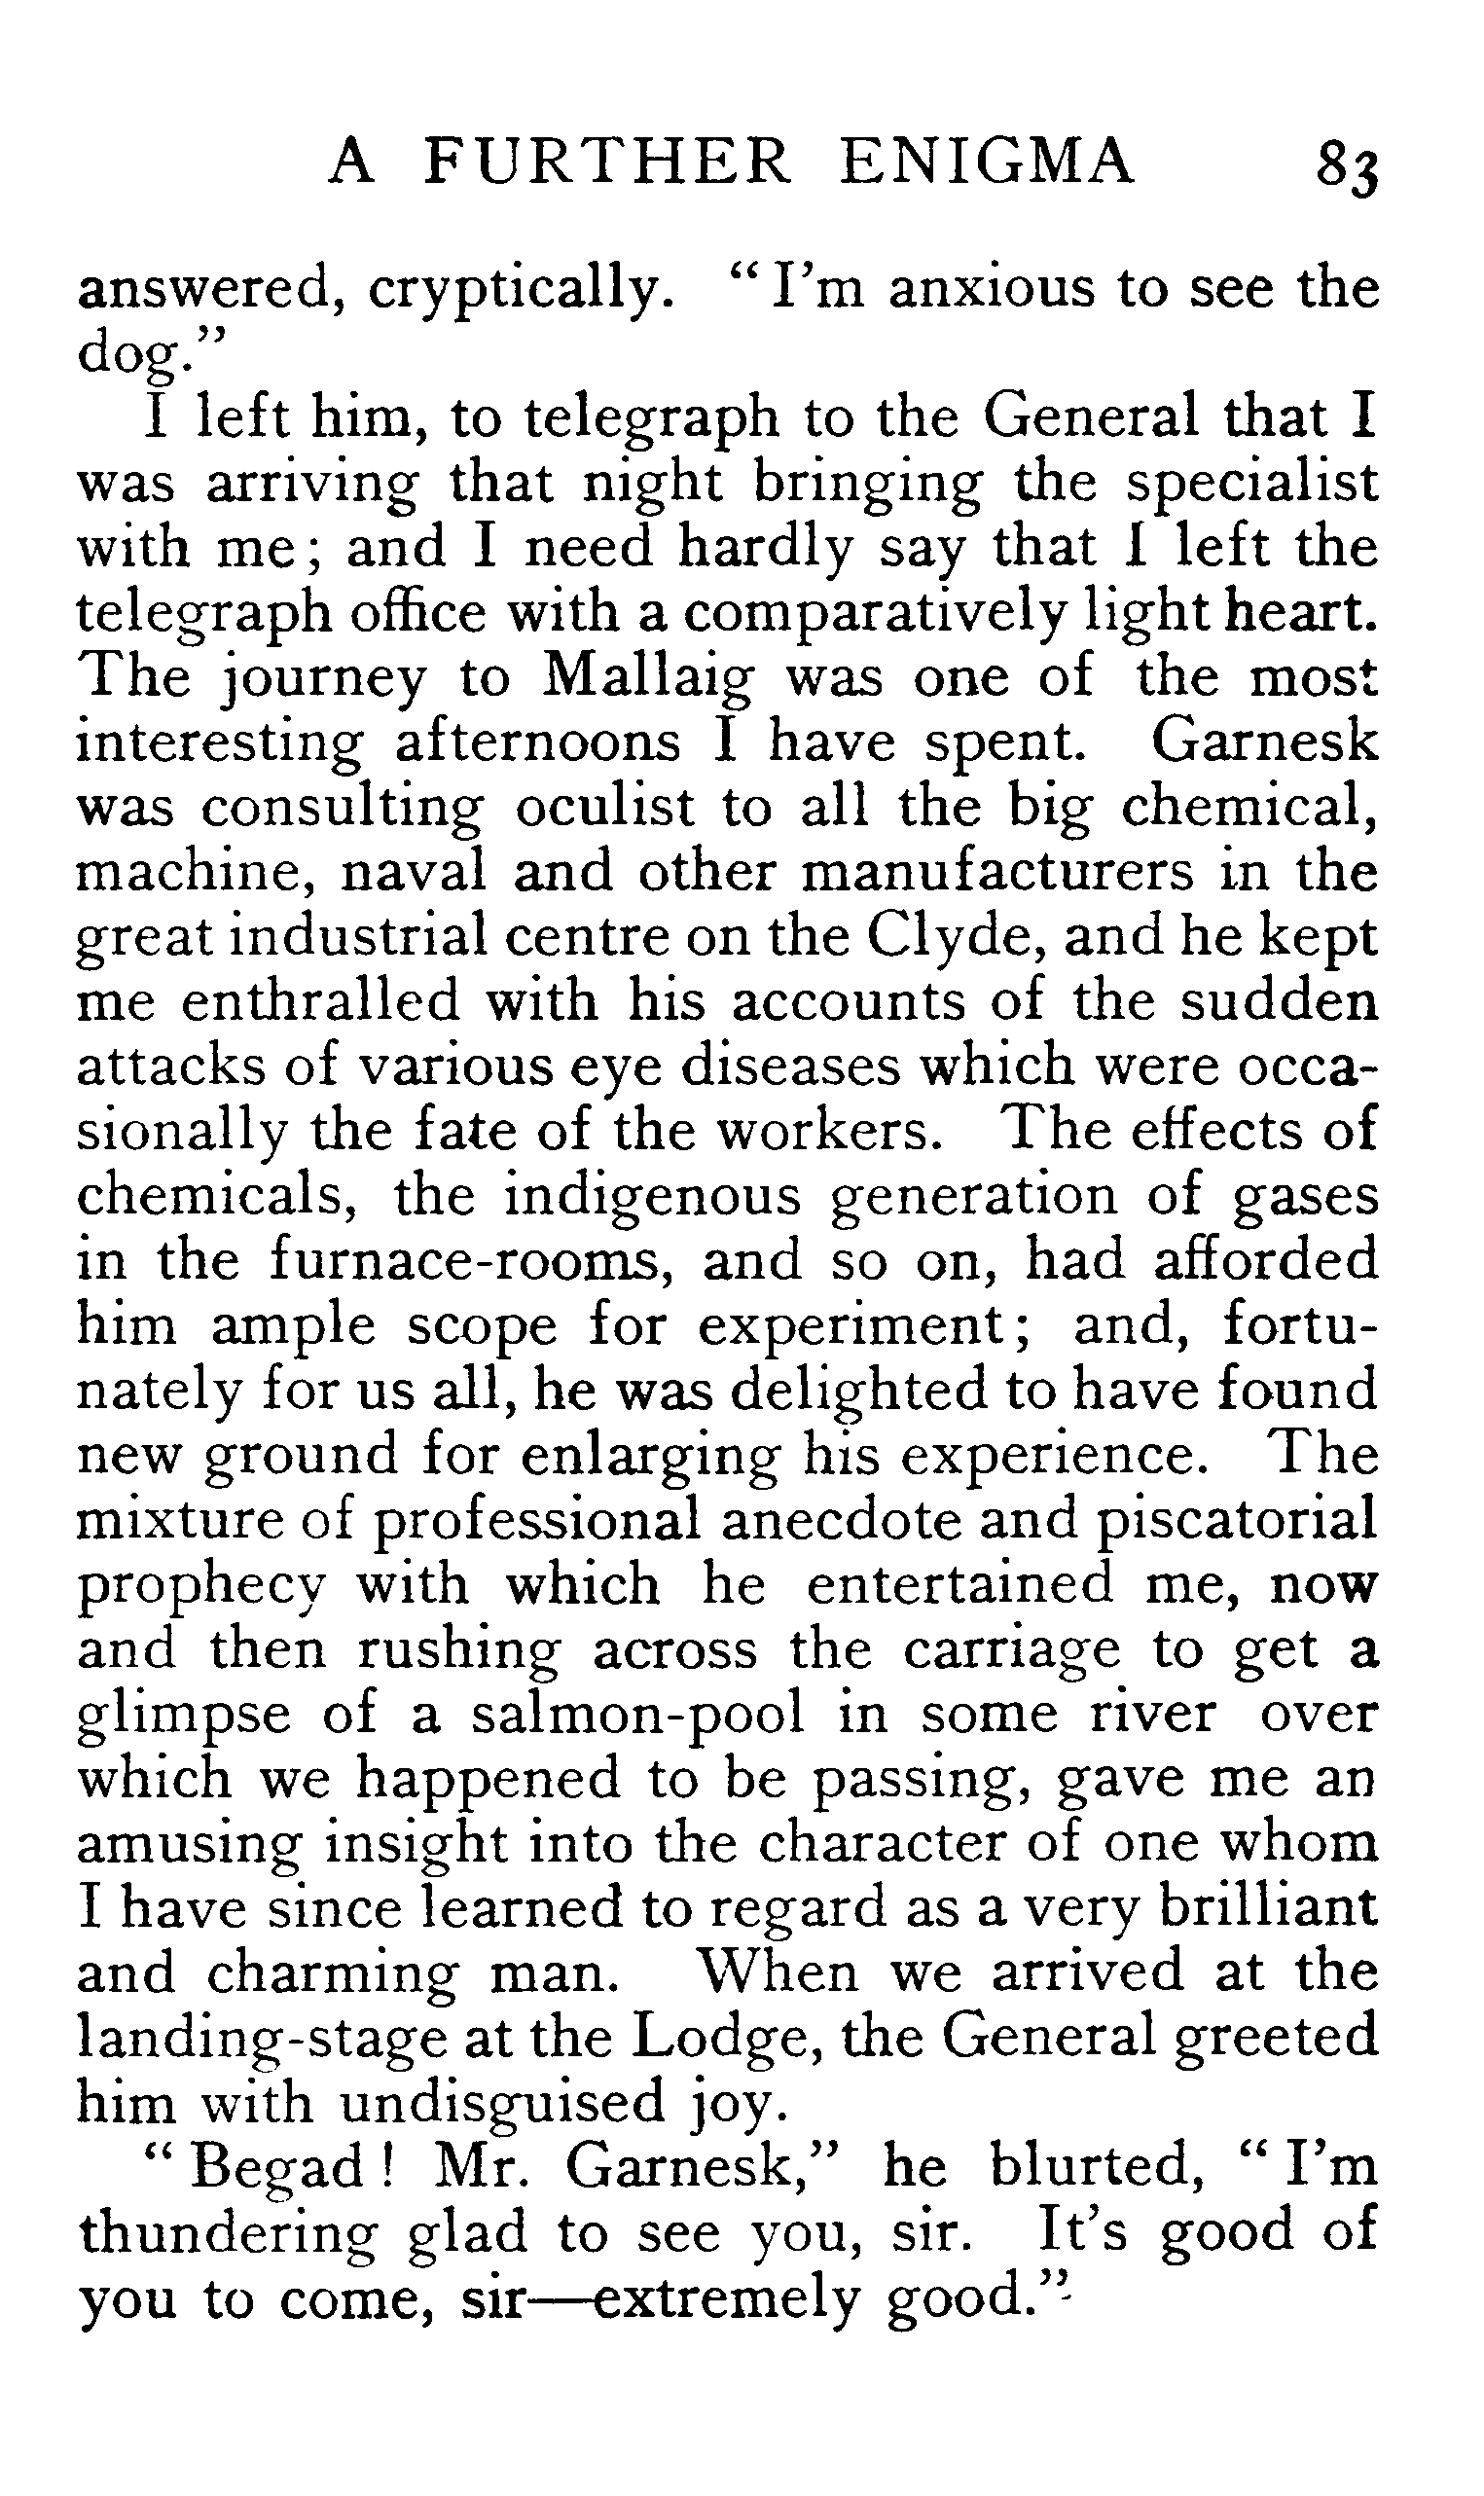 A FURTHER ENIGMA 83
answered, cryptically. "I'm anxious to see the
dog."
I left him, to telegraph to the General that I
was arriving that night bringing the specialist
with me; and I need hardly say that I left the
telegraph office with a comparatively light heart.
The journey to Mallaig was one of the most
interesting afternoons I have spent. Garnesk
was consulting oculist to all the big chemical,
machine, naval and other manufacturers in the
great industrial centre on the Clyde, and he kept
me enthralled with his accounts of the sudden
attacks of various eye diseases which were occa-
sionally the fate of the workers. The effects of
chemicals, the indigenous generation of gases
in the furnace-rooms, and so on, had afforded
him ample scope for experiment; and, fortu-
nately for us all, he was delighted to have found
new ground for enlarging his experience. The
mixture of professional anecdote and piscatorial
prophecy with which he entertained me, now
and then rushing across the carriage to get a
glimpse of a salmon-pool in some river over
which we happened to be passing, gave me an
amusing insight into the character of one whom
I have since learned to regard as a very brilliant
and charming man. When we arrived at the
landing-stage at the Lodge, the General greeted
him with undisguised joy.
"Begad! Mr. Garnesk," he blurted, "I'm
thundering glad to see you, sir. It's good of
you to come, sir—extremely good."